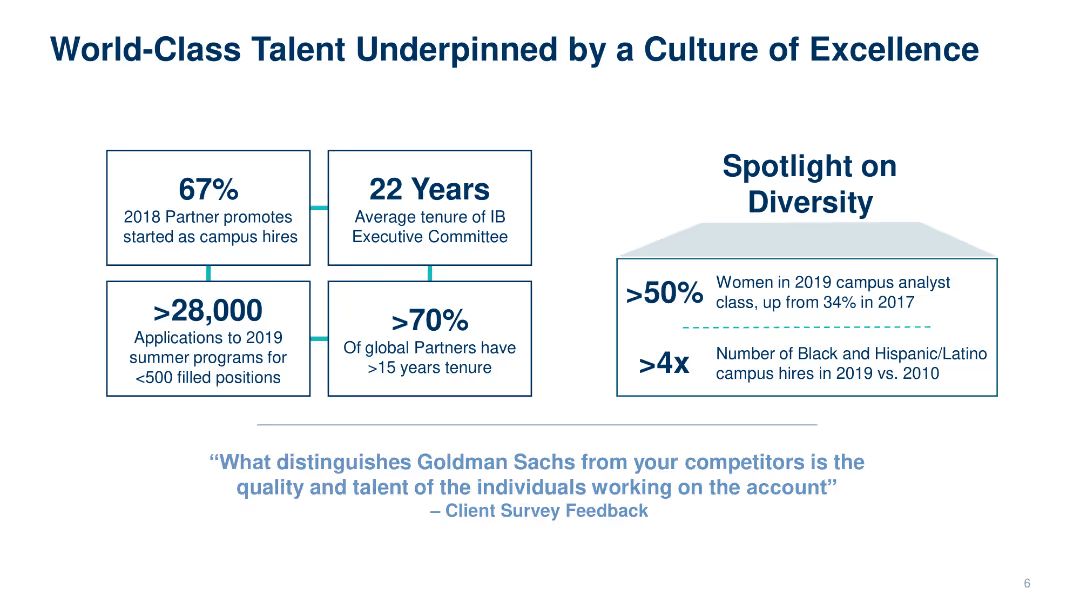 World-Class Talent Underpinned by a Culture of Excellence
67%
2018 Partner promotes
started as campus hires
22 Years
Average tenure of IB
Executive Committee
>28,000
Applications to 2019
summer programs for
<500 filled positions
>70%
Of global Partners have
>15 years tenure
Spotlight on
Diversity
>50%
Women in 2019 campus analyst
class, up from 34% in 2017
>4x
Number of Black and Hispanic/Latino
campus hires in 2019 vs. 2010
“What distinguishes Goldman Sachs from your competitors is the
quality and talent of the individuals working on the account”
– Client Survey Feedback
6